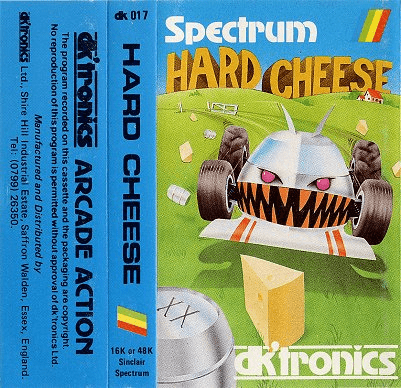 The program recorded on this cassette and the packaging are copyright
No reproduction of this program is permitted without approval of dk'tronics Ltd
dk'tronics ARCADE ACTION
Manufactured and Distributed by
dk'tronics Ltd., Shire Hill Industrial Estate, Saffron Walden, Essex, England.
Tel: (0799) 26350.
dk 017
HARD CHEESE
16K or 48K
Sinclair
Spectrum
Spectrum
HARD CHEESE
XX
dk'tronics